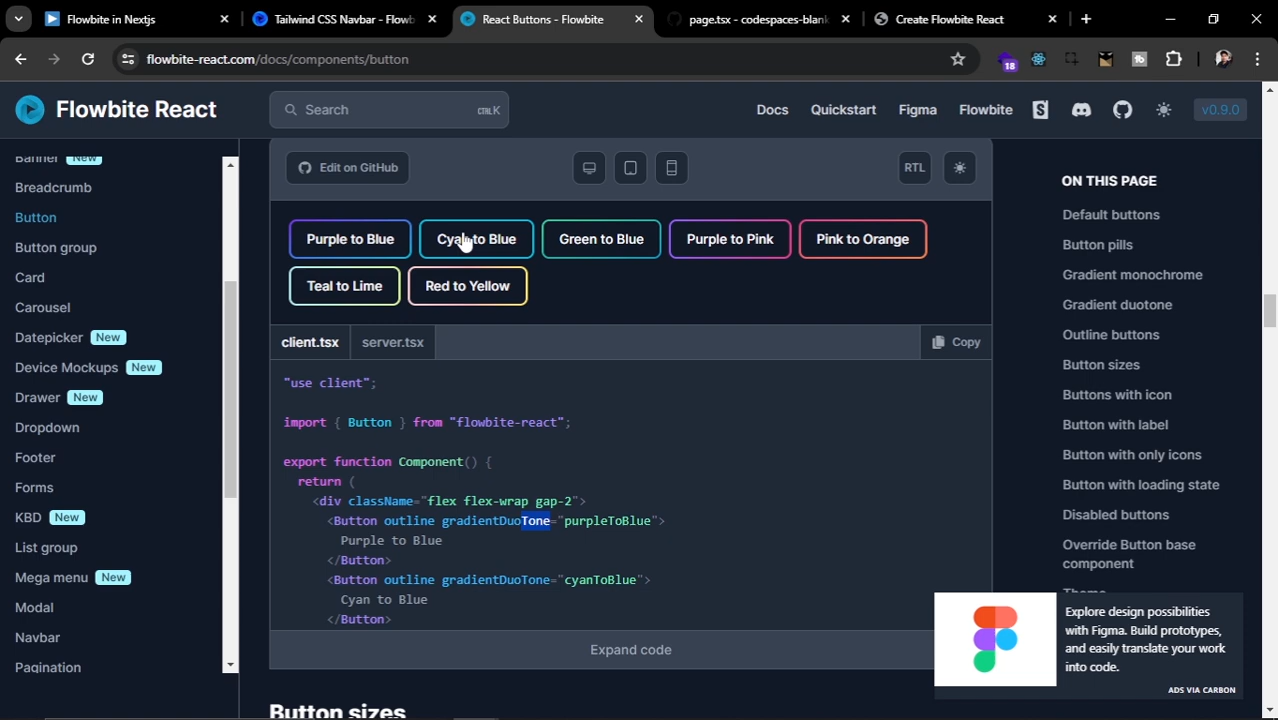 Flowbite in Nextjs
Tailwind CSS Navbar - Flowb
React Buttons - Flowbite
page.tsx - codespaces-blank
Create Flowbite React
flowbite-react.com/docs/components/button
18
Flowbite React
Search
CTRL K
Docs
Quickstart
Figma
Flowbite
v0.9.0
Banner New
Breadcrumb
Button
Button group
Card
Carousel
Datepicker New
Device Mockups New
Drawer New
Dropdown
Footer
Forms
KBD New
List group
Mega menu New
Modal
Navbar
Pagination
Edit on GitHub
RTL
Purple to Blue
Cyan to Blue
Green to Blue
Purple to Pink
Pink to Orange
Teal to Lime
Red to Yellow
client.tsx
server.tsx
Copy
"use client";
import { Button } from "flowbite-react";
export function Component() {
return (
<div className="flex flex-wrap gap-2">
<Button outline gradientDuoTone="purpleToBlue">
Purple to Blue
</Button>
<Button outline gradientDuoTone="cyanToBlue">
Cyan to Blue
</Button>
Expand code
Button sizes
ON THIS PAGE
Default buttons
Button pills
Gradient monochrome
Gradient duotone
Outline buttons
Button sizes
Buttons with icon
Button with label
Button with only icons
Button with loading state
Disabled buttons
Override Button base
component
Theme
Explore design possibilities
with Figma. Build prototypes,
and easily translate your work
into code.
ADS VIA CARBON